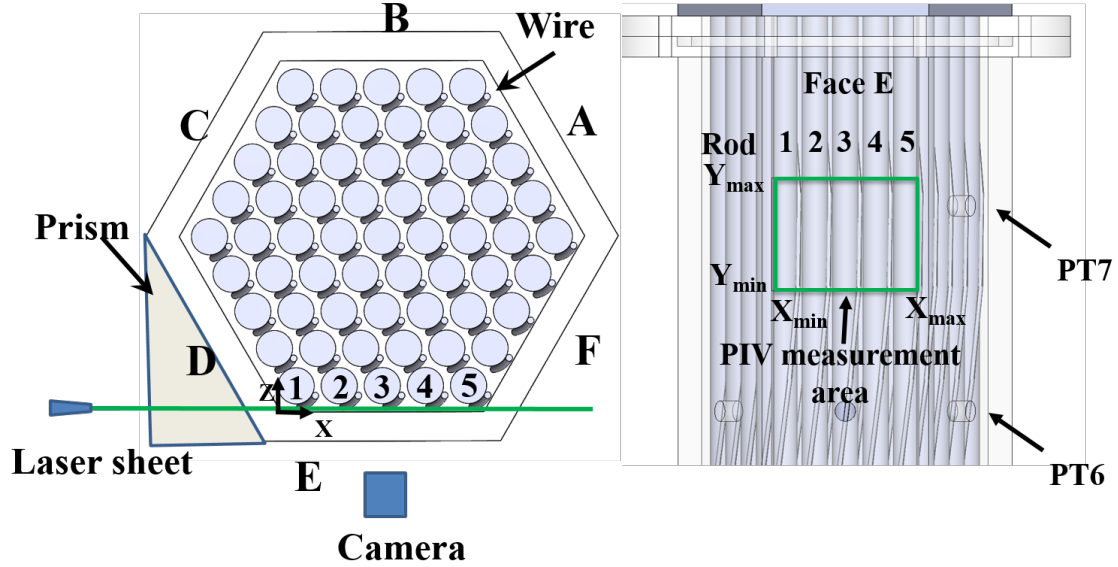 B
Wire
C
A
Prism
D
F
1 2 3 4 5
Z
X
Laser sheet
E
Camera
Face E
Rod 1 2 3 4 5
Ymax
Ymin
Xmin Xmax
PIV measurement
area
PT7
PT6